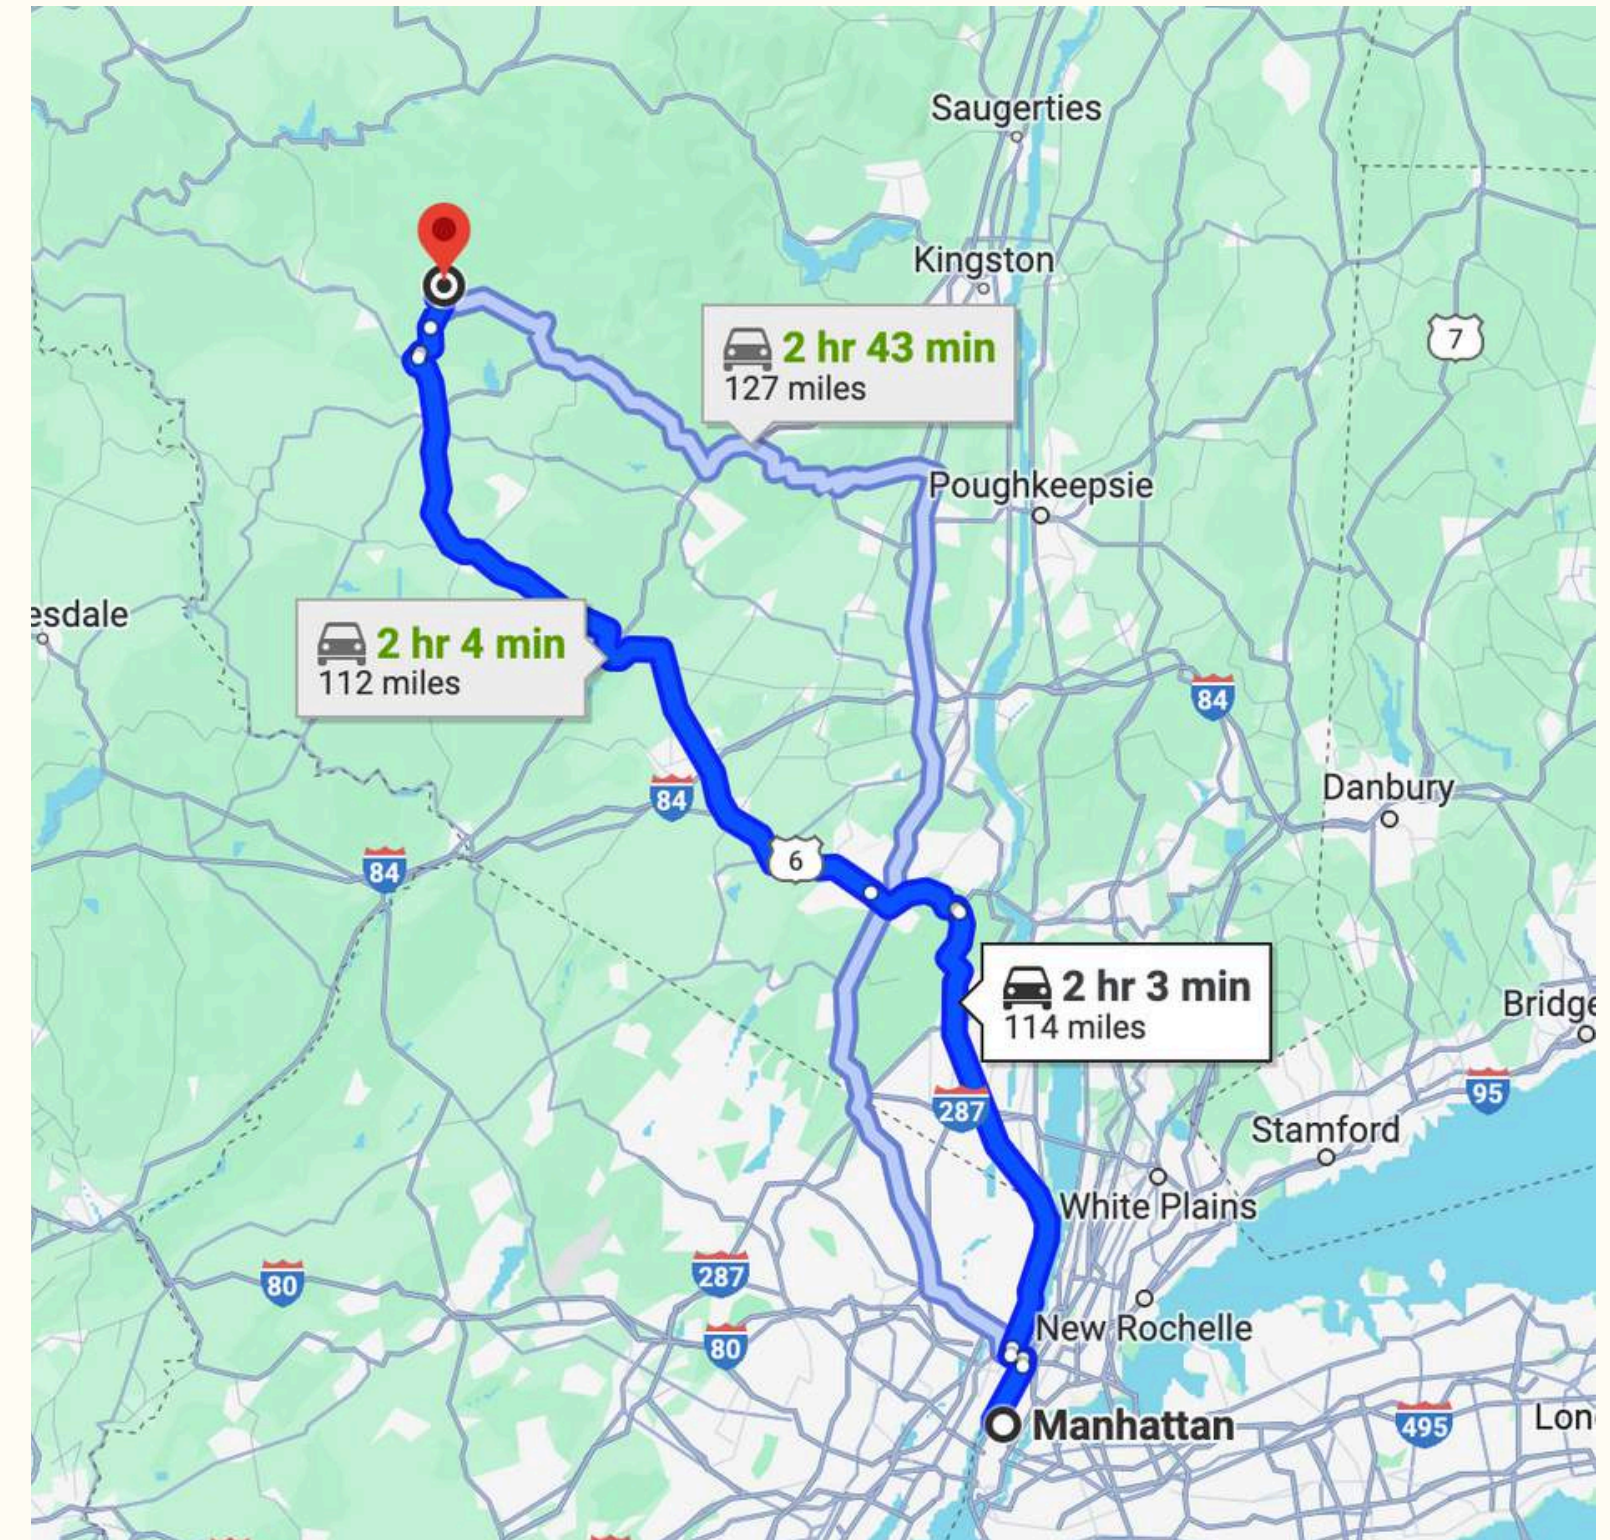 Saugerties
Kingston
2 hr 43 min
127 miles
7
Poughkeepsie
esdale
2 hr 4 min
112 miles
84
84
Danbury
6
84
2 hr 3 min
114 miles
Bridge
95
287
Stamford
White Plains
287
80
New Rochelle
80
Manhattan
495
Lon